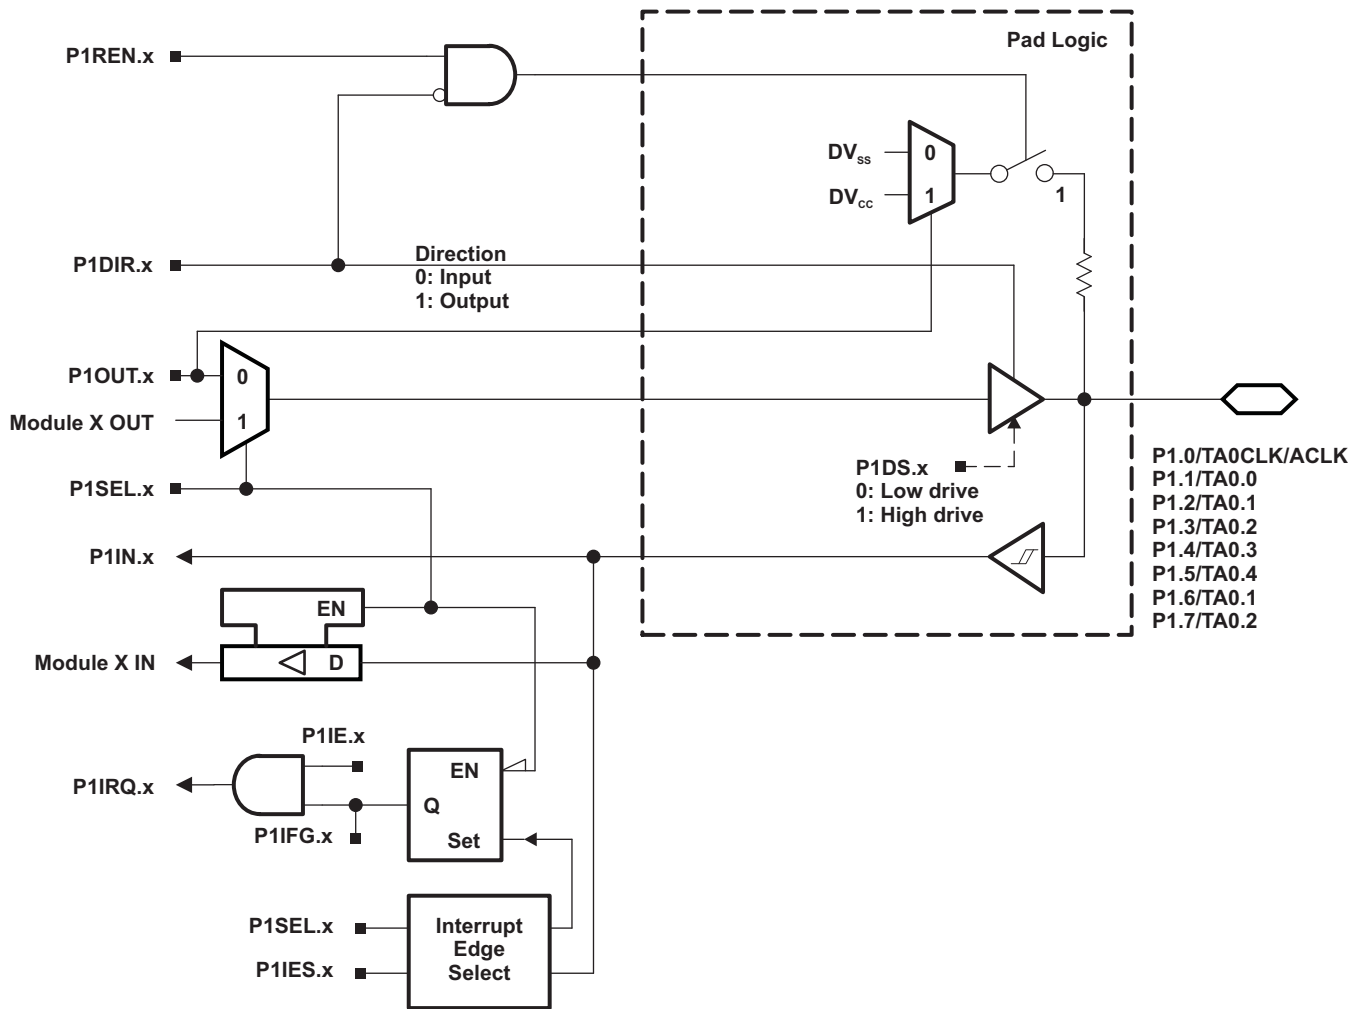 P1REN.x
Pad Logic
DVss
0
DVcc
1
1
P1DIR.x
Direction
0: Input
1: Output
P1OUT.x
0
Module X OUT
1
P1DS.x
0: Low drive
1: High drive
P1SEL.x
P1.0/TA0CLK/ACLK
P1.1/TA0.0
P1.2/TA0.1
P1.3/TA0.2
P1.4/TA0.3
P1.5/TA0.4
P1.6/TA0.1
P1.7/TA0.2
P1IN.x
EN
Module X IN
D
P1IE.x
EN
P1IRQ.x
Q
P1IFG.x
Set
P1SEL.x
P1IES.x
Interrupt
Edge
Select